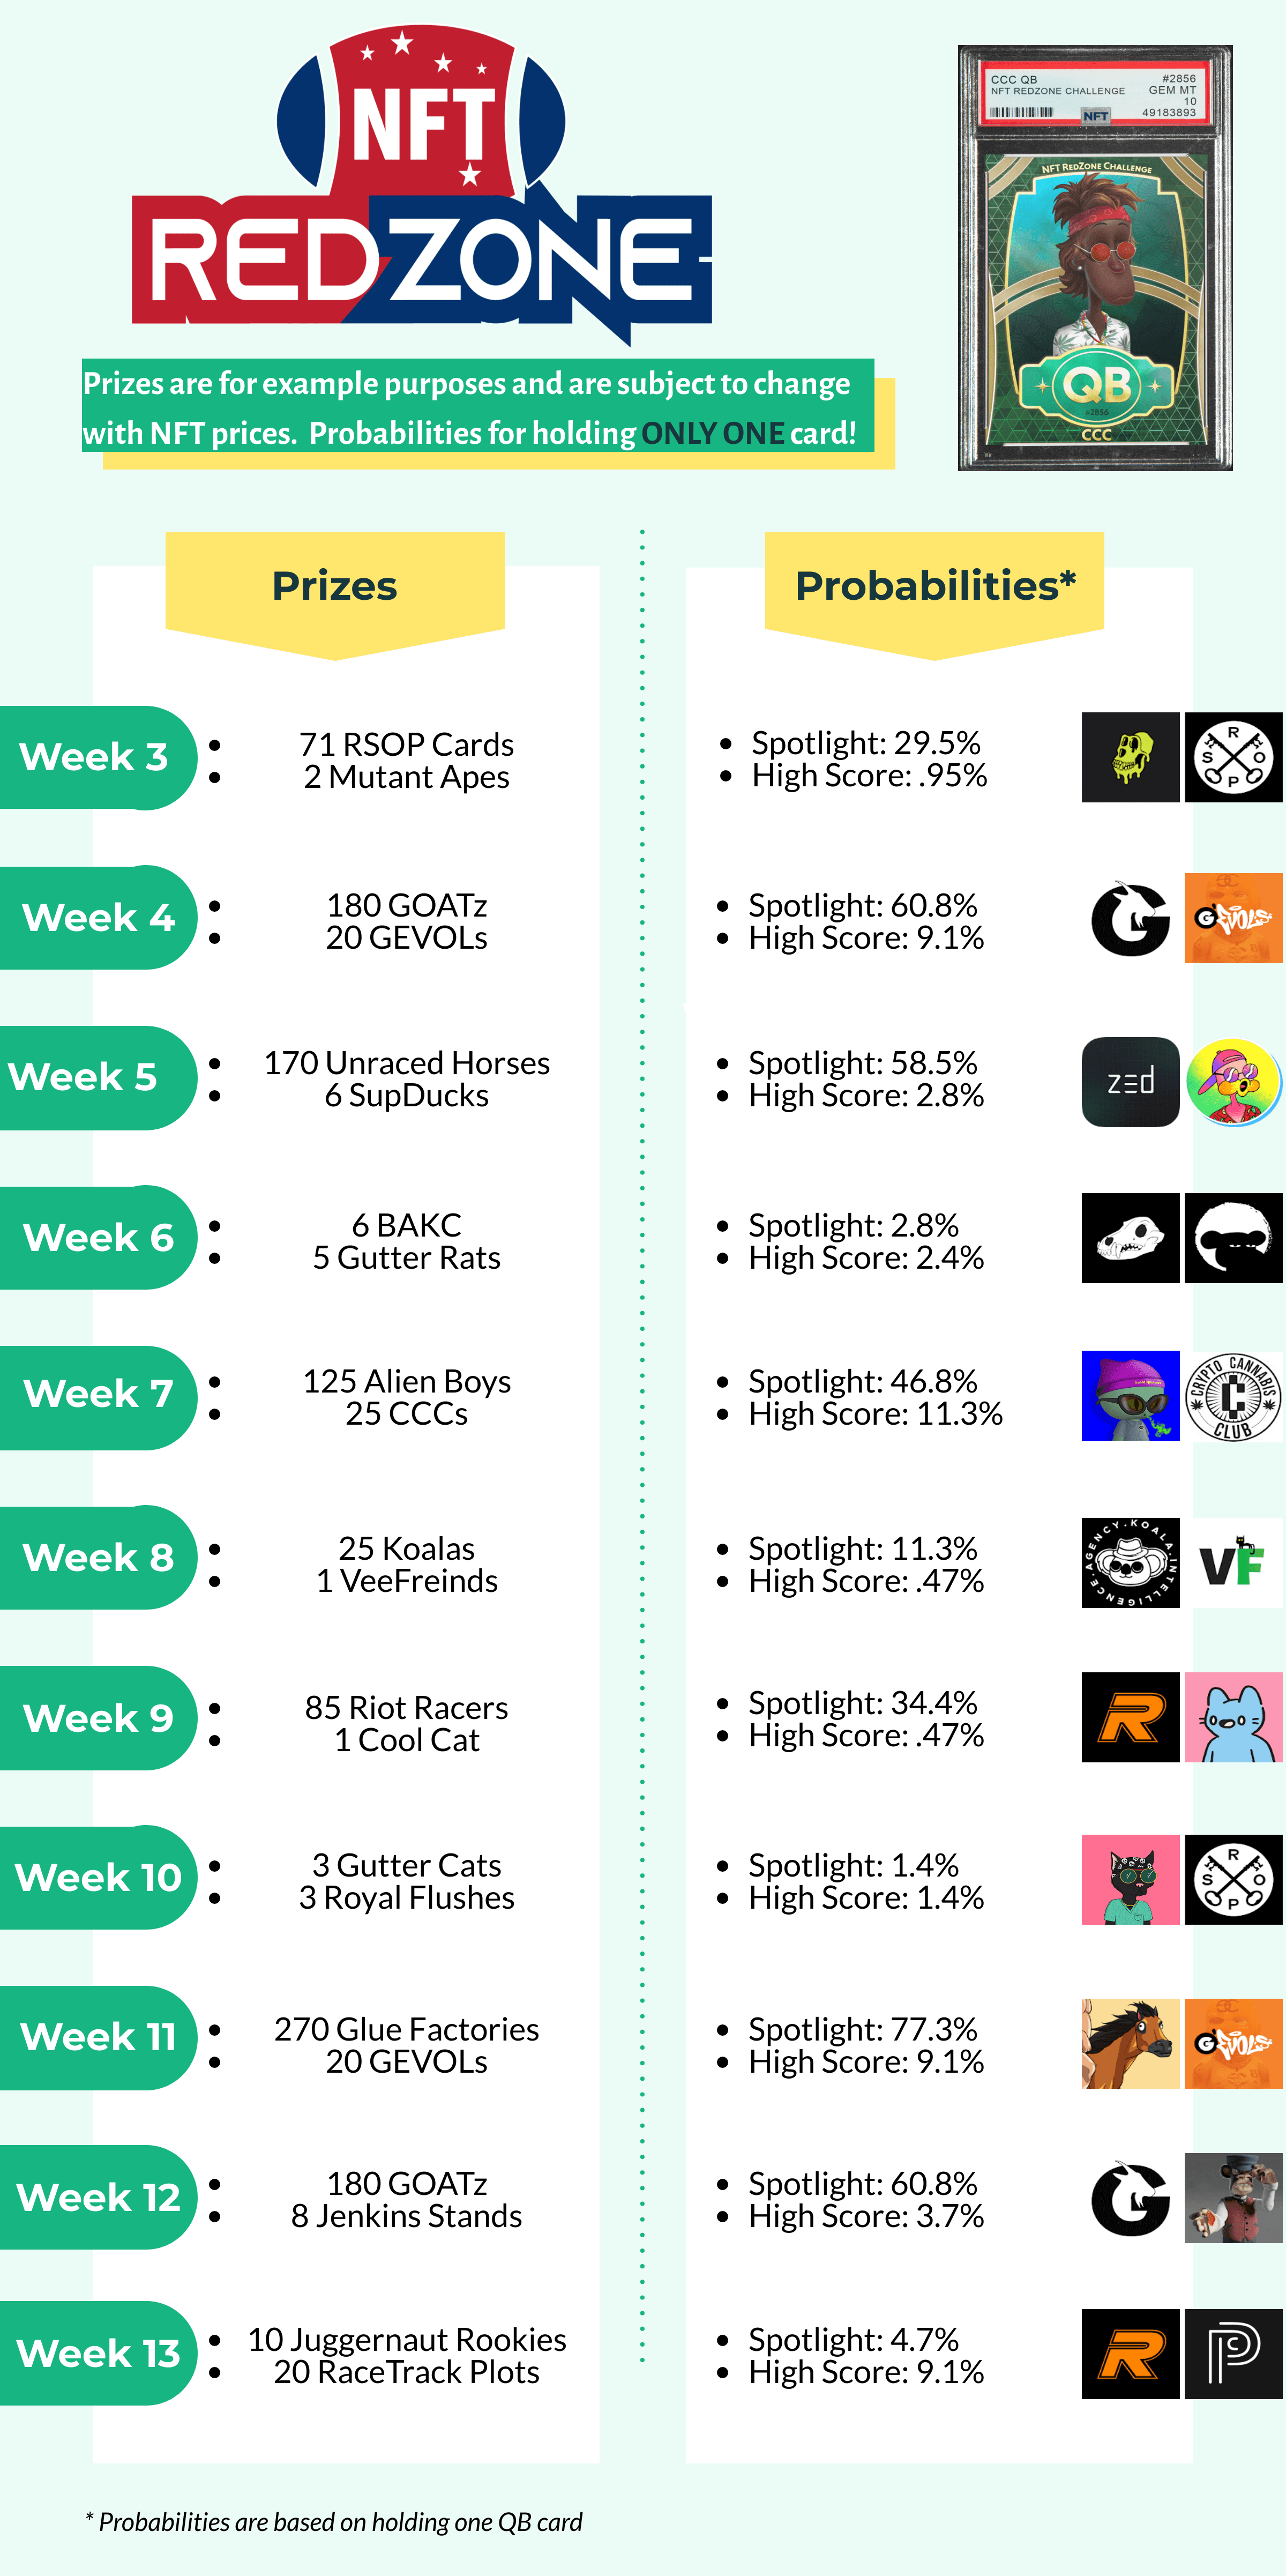 NFT
REDZONE
CCC QB #2856
NFT REDZONE CHALLENGE GEM MT
10
NFT 49183893
NFT REDZONE CHALLENGE
QB
#2856
CCC
Prizes are for example purposes and are subject to change
with NFT prices. Probabilities for holding ONLY ONE card!
Prizes
Probabilities*
Week 3
• 71 RSOP Cards
• 2 Mutant Apes
• Spotlight: 29.5%
• High Score: .95%
R
S O
P
Week 4
• 180 GOATz
• 20 GEVOLs
• Spotlight: 60.8%
• High Score: 9.1%
G
G'EVOLS
Week 5
• 170 Unraced Horses
• 6 SupDucks
• Spotlight: 58.5%
• High Score: 2.8%
zed
Week 6
• 6 BAKC
• 5 Gutter Rats
• Spotlight: 2.8%
• High Score: 2.4%
Week 7
• 125 Alien Boys
• 25 CCCs
• Spotlight: 46.8%
• High Score: 11.3%
CRYPTO CANNABIS
C
CLUB
Week 8
• 25 Koalas
• 1 VeeFreinds
• Spotlight: 11.3%
• High Score: .47%
KOALA.INTELLIGENCE.AGENCY.
VF
Week 9
• 85 Riot Racers
• 1 Cool Cat
• Spotlight: 34.4%
• High Score: .47%
R
Week 10
• 3 Gutter Cats
• 3 Royal Flushes
• Spotlight: 1.4%
• High Score: 1.4%
R
S O
P
Week 11
• 270 Glue Factories
• 20 GEVOLs
• Spotlight: 77.3%
• High Score: 9.1%
G'EVOLS
Week 12
• 180 GOATz
• 8 Jenkins Stands
• Spotlight: 60.8%
• High Score: 3.7%
G
Week 13
• 10 Juggernaut Rookies
• 20 RaceTrack Plots
• Spotlight: 4.7%
• High Score: 9.1%
R
P
* Probabilities are based on holding one QB card